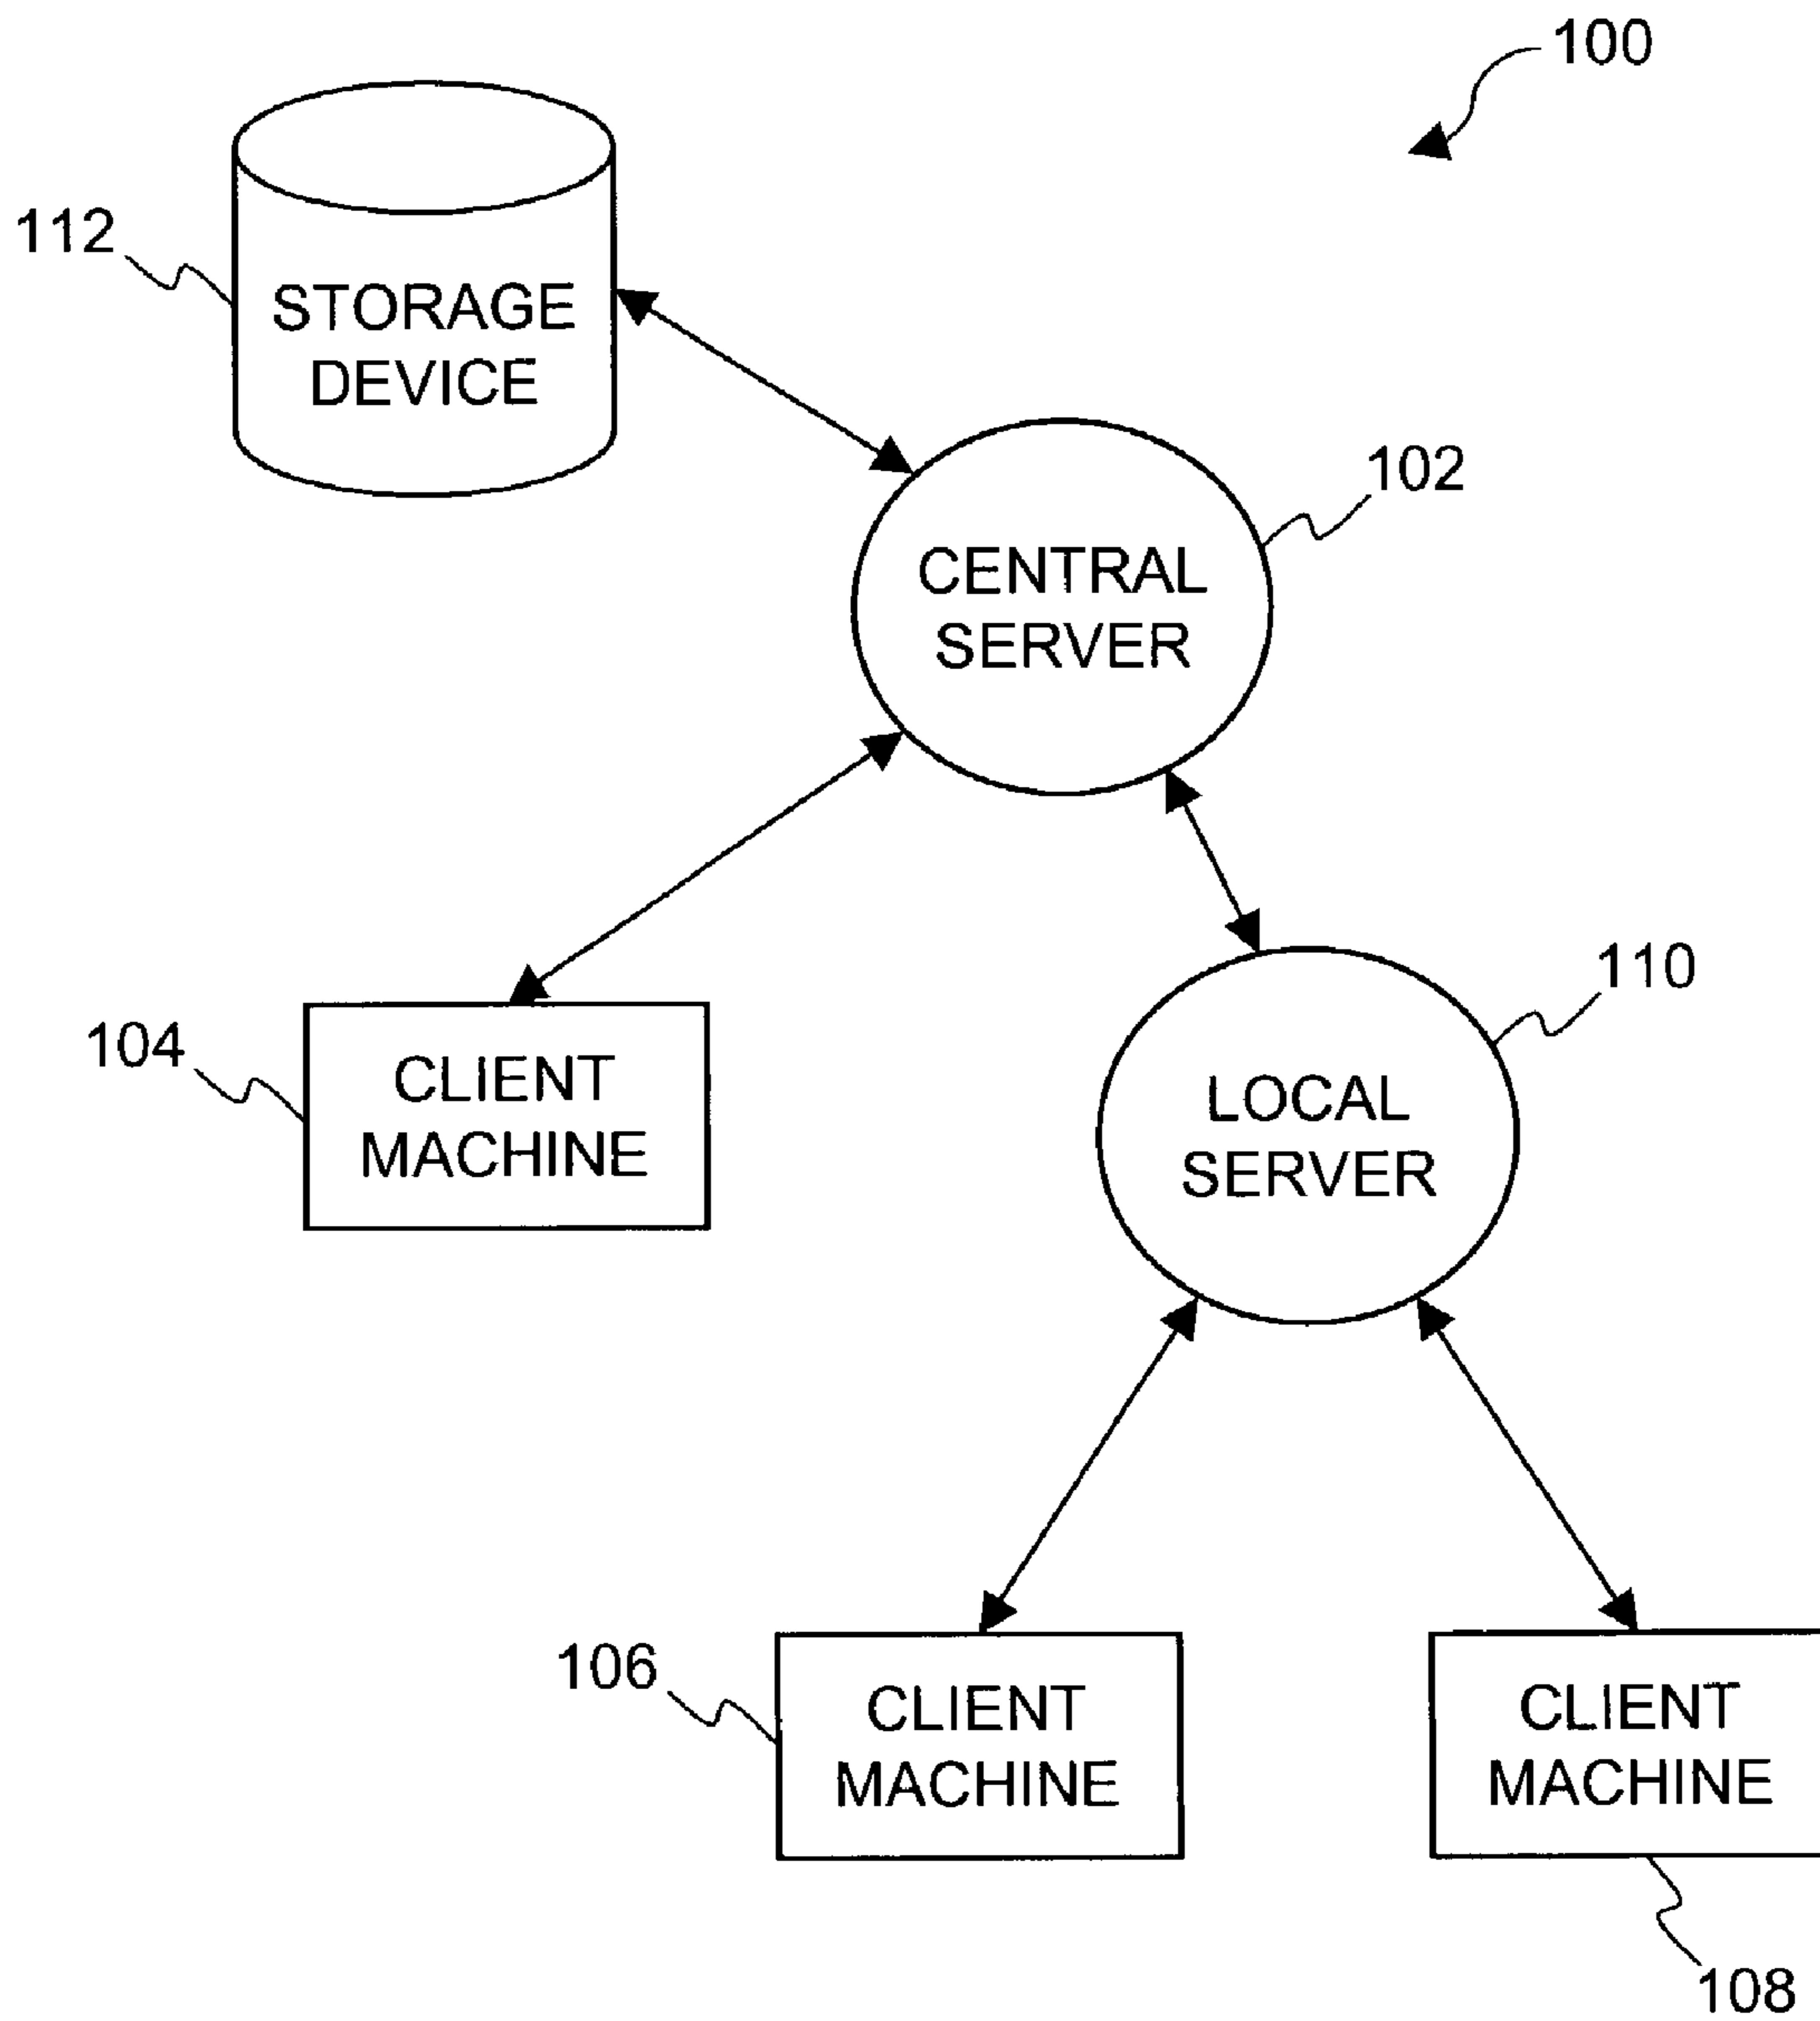 100
112
STORAGE
DEVICE
102
CENTRAL
SERVER
110
104
CLIENT
MACHINE
LOCAL
SERVER
106
CLIENT
MACHINE
CLIENT
MACHINE
108